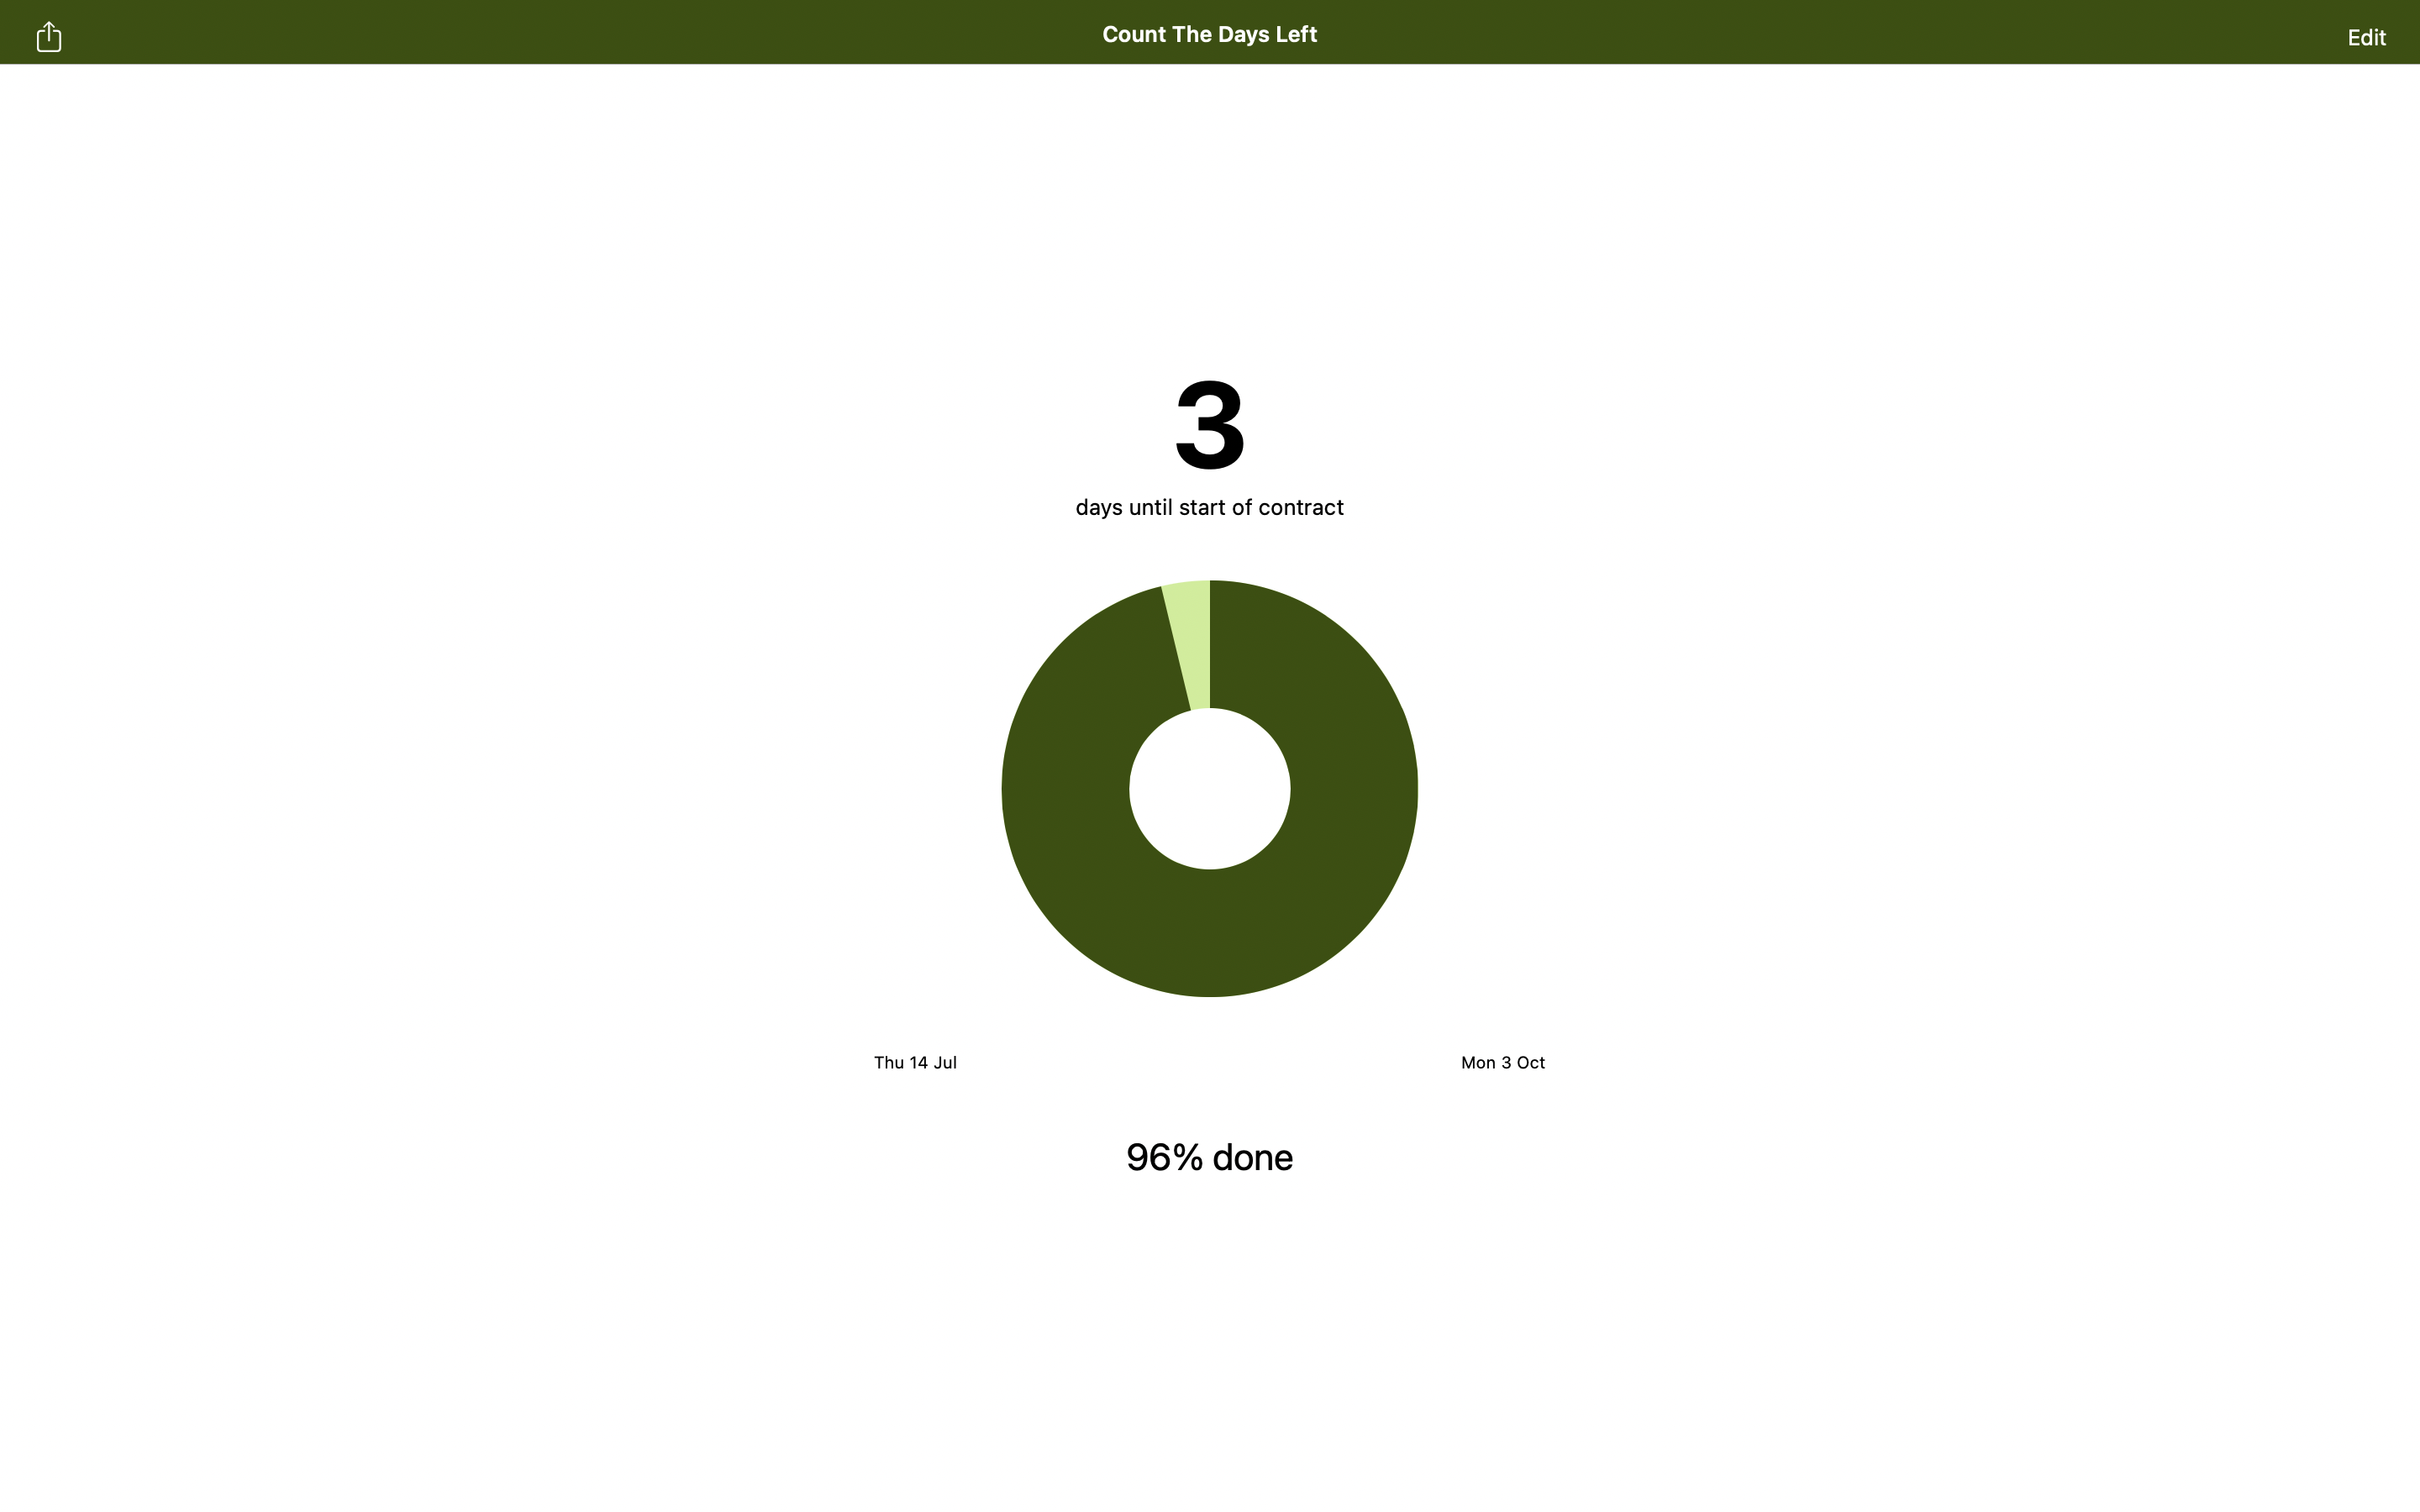 Count The Days Left
Edit
3
days until start of contract
Thu 14 Jul
Mon 3 Oct
96% done